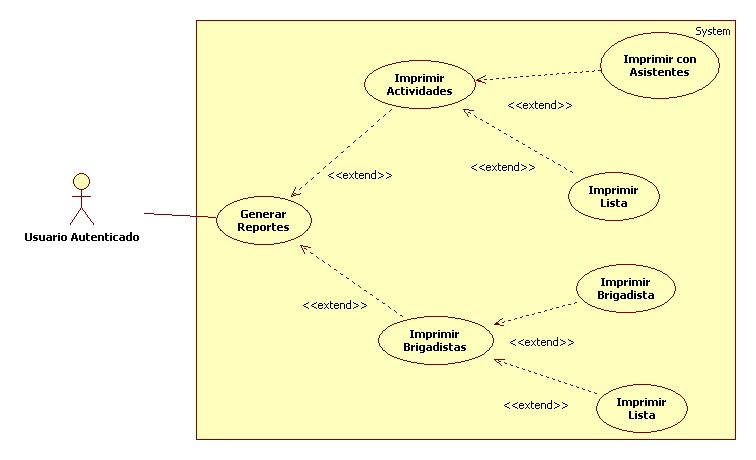 System
Imprimir con
Asistentes
Imprimir
Actividades
<<extend>>
<<extend>>
<<extend>>
Imprimir
Lista
Generar
Reportes
Usuario Autenticado
Imprimir
Brigadista
<<extend>>
Imprimir
Brigadistas
<<extend>>
<<extend>>
Imprimir
Lista